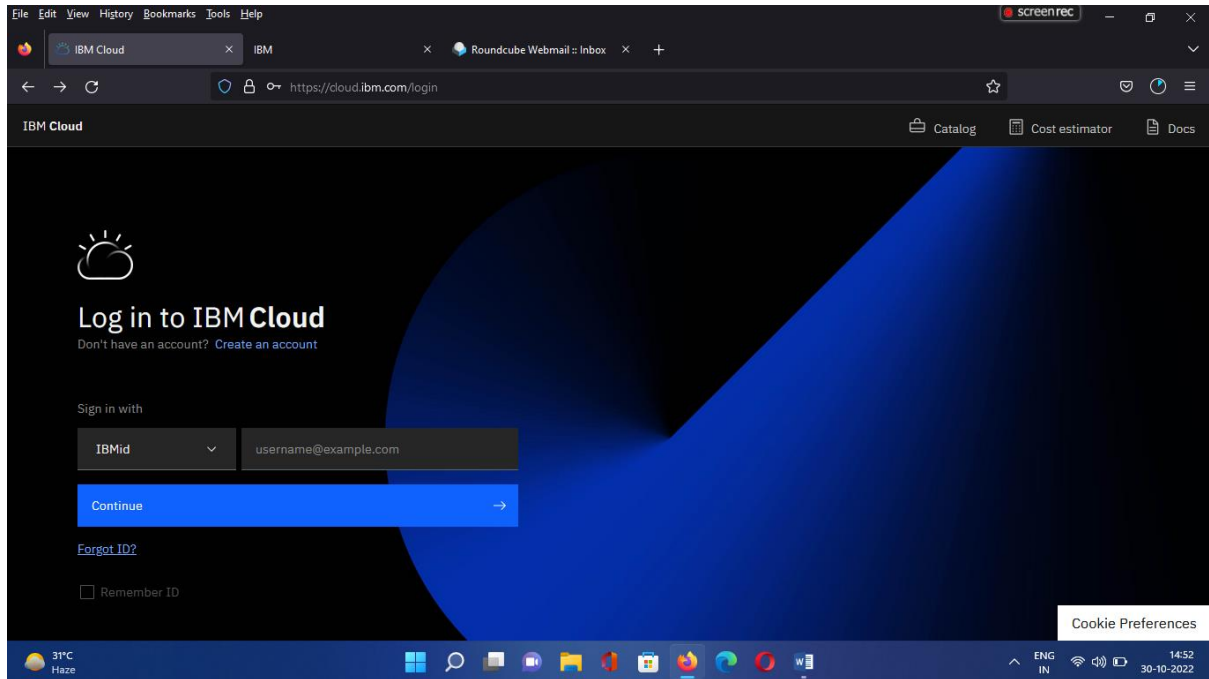 File Edit View History Bookmarks Tools Help
screenrec
IBM Cloud
IBM
Roundcube Webmail :: Inbox
https://cloud.ibm.com/login
IBM Cloud
Catalog
Cost estimator
Docs
Log in to IBM Cloud
Don't have an account? Create an account
Sign in with
IBMid
username@example.com
Continue
Forgot ID?
Remember ID
Cookie Preferences
31°C
Haze
ENG
IN
14:52
30-10-2022